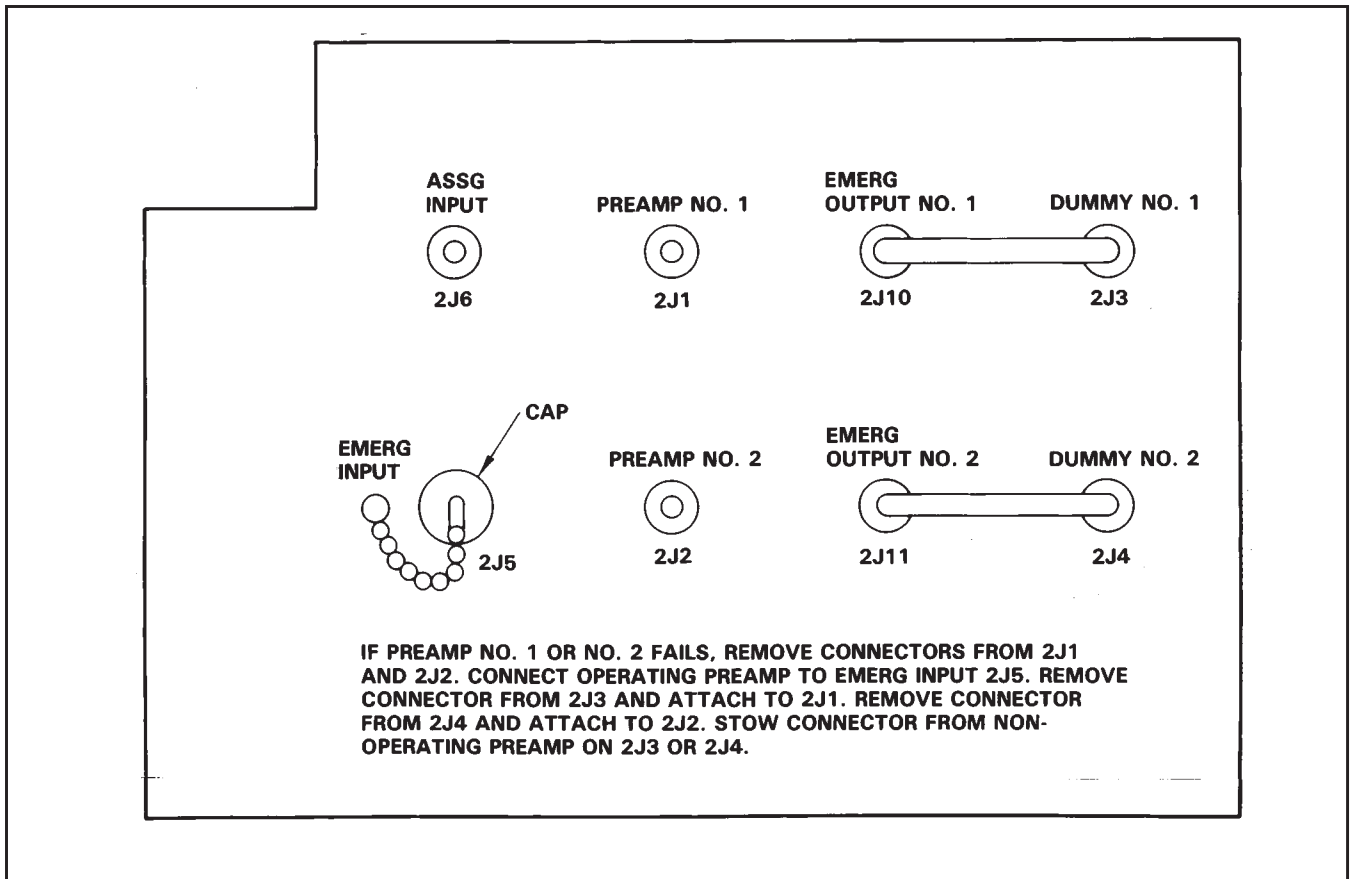 ASSG
INPUT
2J6
PREAMP NO. 1
2J1
EMERG
OUTPUT NO. 1
2J10
DUMMY NO. 1
2J3
EMERG
INPUT
CAP
2J5
PREAMP NO. 2
2J2
EMERG
OUTPUT NO. 2
2J11
DUMMY NO. 2
2J4
IF PREAMP NO. 1 OR NO. 2 FAILS, REMOVE CONNECTORS FROM 2J1
AND 2J2. CONNECT OPERATING PREAMP TO EMERG INPUT 2J5. REMOVE
CONNECTOR FROM 2J3 AND ATTACH TO 2J1. REMOVE CONNECTOR
FROM 2J4 AND ATTACH TO 2J2. STOW CONNECTOR FROM NON-
OPERATING PREAMP ON 2J3 OR 2J4.